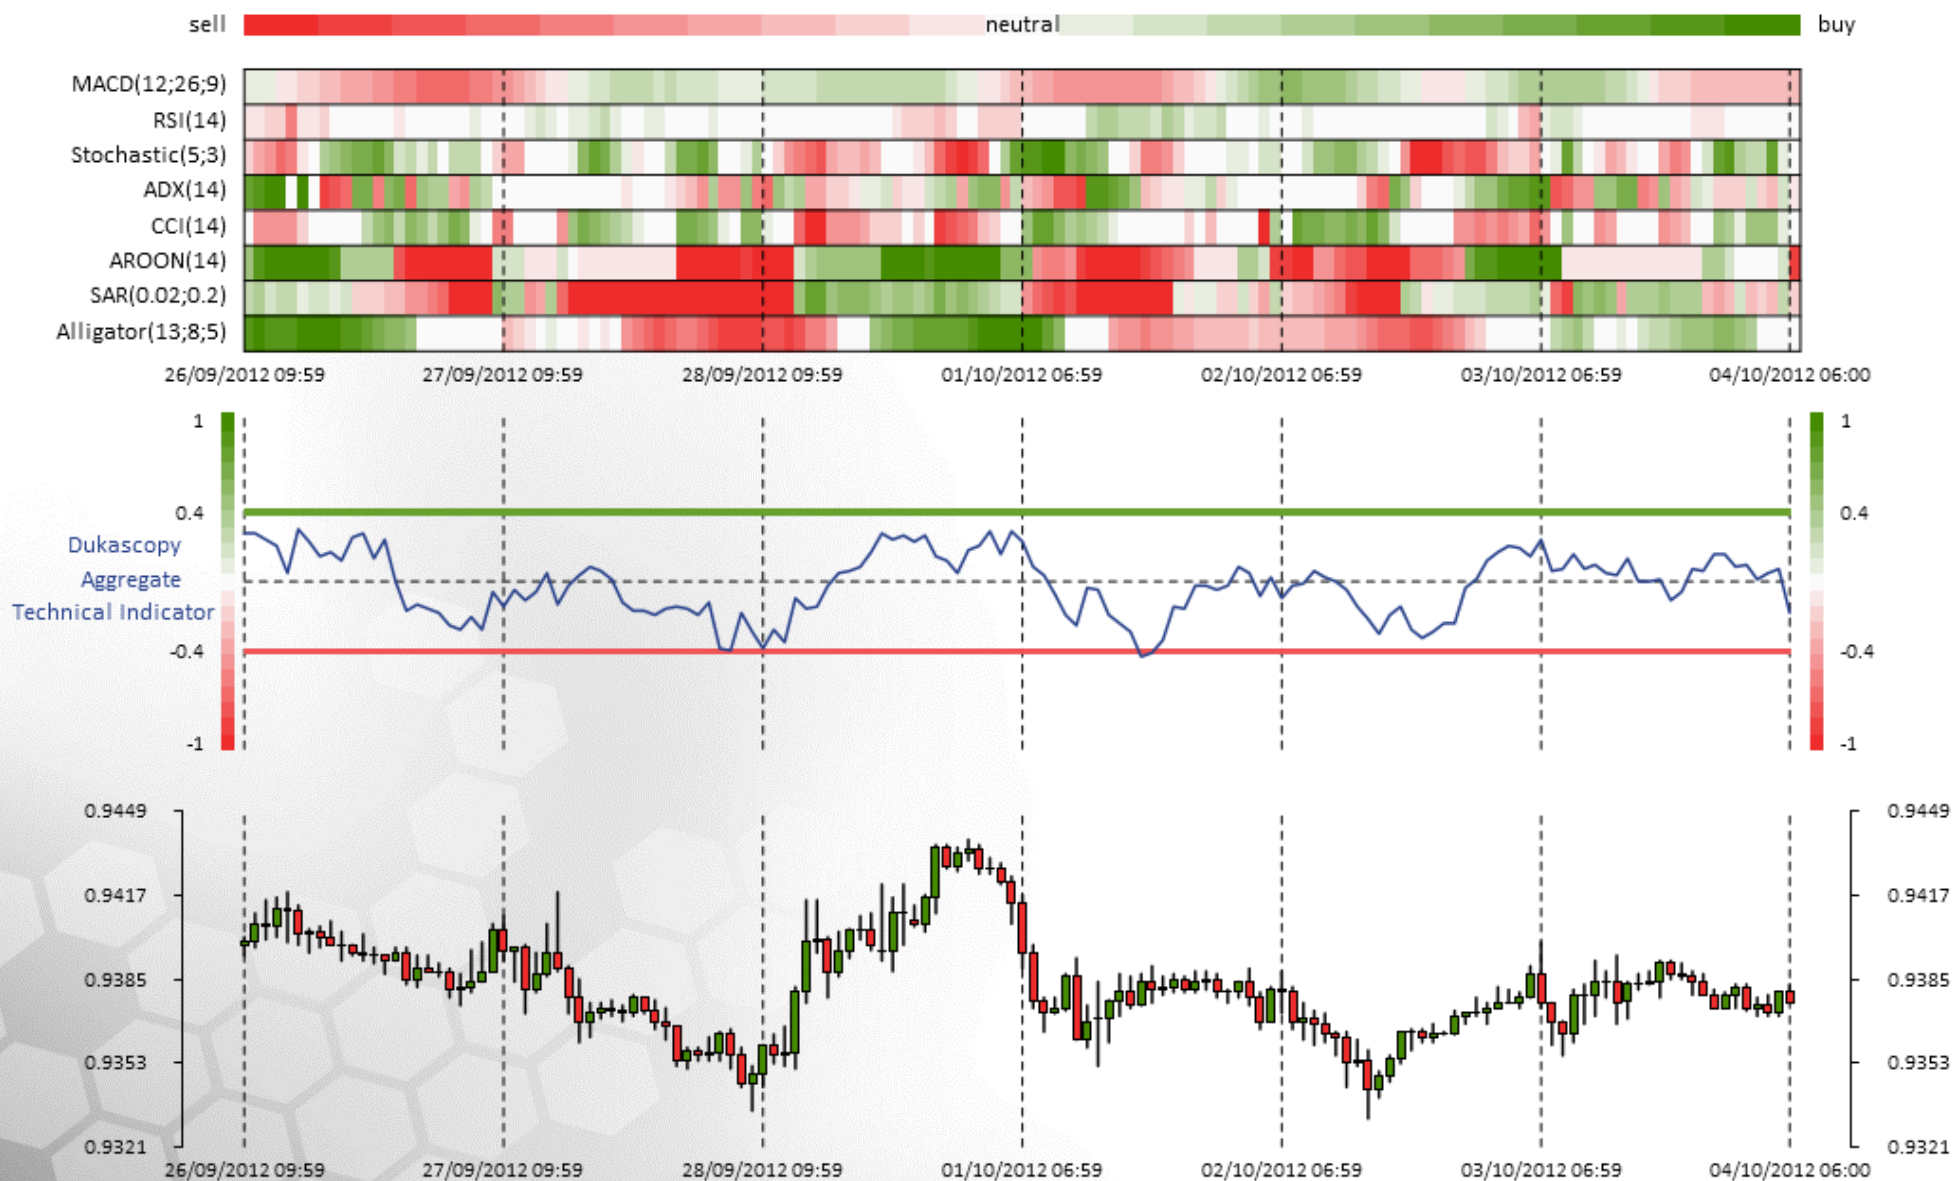 sell neutral buy
MACD(12;26;9)
RSI(14)
Stochastic(5;3)
ADX(14)
CCI(14)
AROON(14)
SAR(0.02;0.2)
Alligator(13;8;5)
26/09/2012 09:59 27/09/2012 09:59 28/09/2012 09:59 01/10/2012 06:59 02/10/2012 06:59 03/10/2012 06:59 04/10/2012 06:00
1 1
0.4 0.4
Dukascopy
Aggregate
Technical Indicator
-0.4 -0.4
-1 -1
0.9449 0.9449
0.9417 0.9417
0.9385 0.9385
0.9353 0.9353
0.9321 0.9321
26/09/2012 09:59 27/09/2012 09:59 28/09/2012 09:59 01/10/2012 06:59 02/10/2012 06:59 03/10/2012 06:59 04/10/2012 06:00